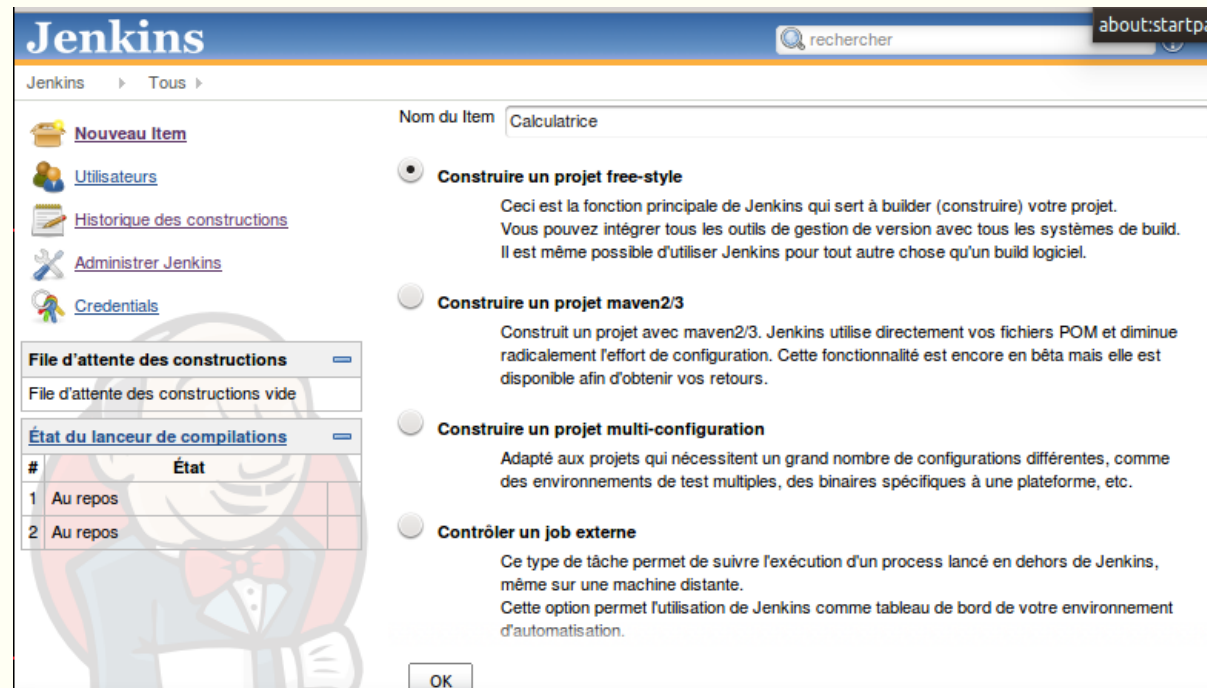 Jenkins
rechercher
about:startpa
Jenkins Tous
Nouveau Item
Utilisateurs
Historique des constructions
Administrer Jenkins
Credentials
File d'attente des constructions
File d'attente des constructions vide
État du lanceur de compilations
# État
1 Au repos
2 Au repos
Nom du Item Calculatrice
Construire un projet free-style
Ceci est la fonction principale de Jenkins qui sert à builder (construire) votre projet.
Vous pouvez intégrer tous les outils de gestion de version avec tous les systèmes de build.
Il est même possible d'utiliser Jenkins pour tout autre chose qu'un build logiciel.
Construire un projet maven2/3
Construit un projet avec maven2/3. Jenkins utilise directement vos fichiers POM et diminue
radicalement l'effort de configuration. Cette fonctionnalité est encore en bêta mais elle est
disponible afin d'obtenir vos retours.
Construire un projet multi-configuration
Adapté aux projets qui nécessitent un grand nombre de configurations différentes, comme
des environnements de test multiples, des binaires spécifiques à une plateforme, etc.
Contrôler un job externe
Ce type de tâche permet de suivre l'exécution d'un process lancé en dehors de Jenkins,
même sur une machine distante.
Cette option permet l'utilisation de Jenkins comme tableau de bord de votre environnement
d'automatisation.
OK